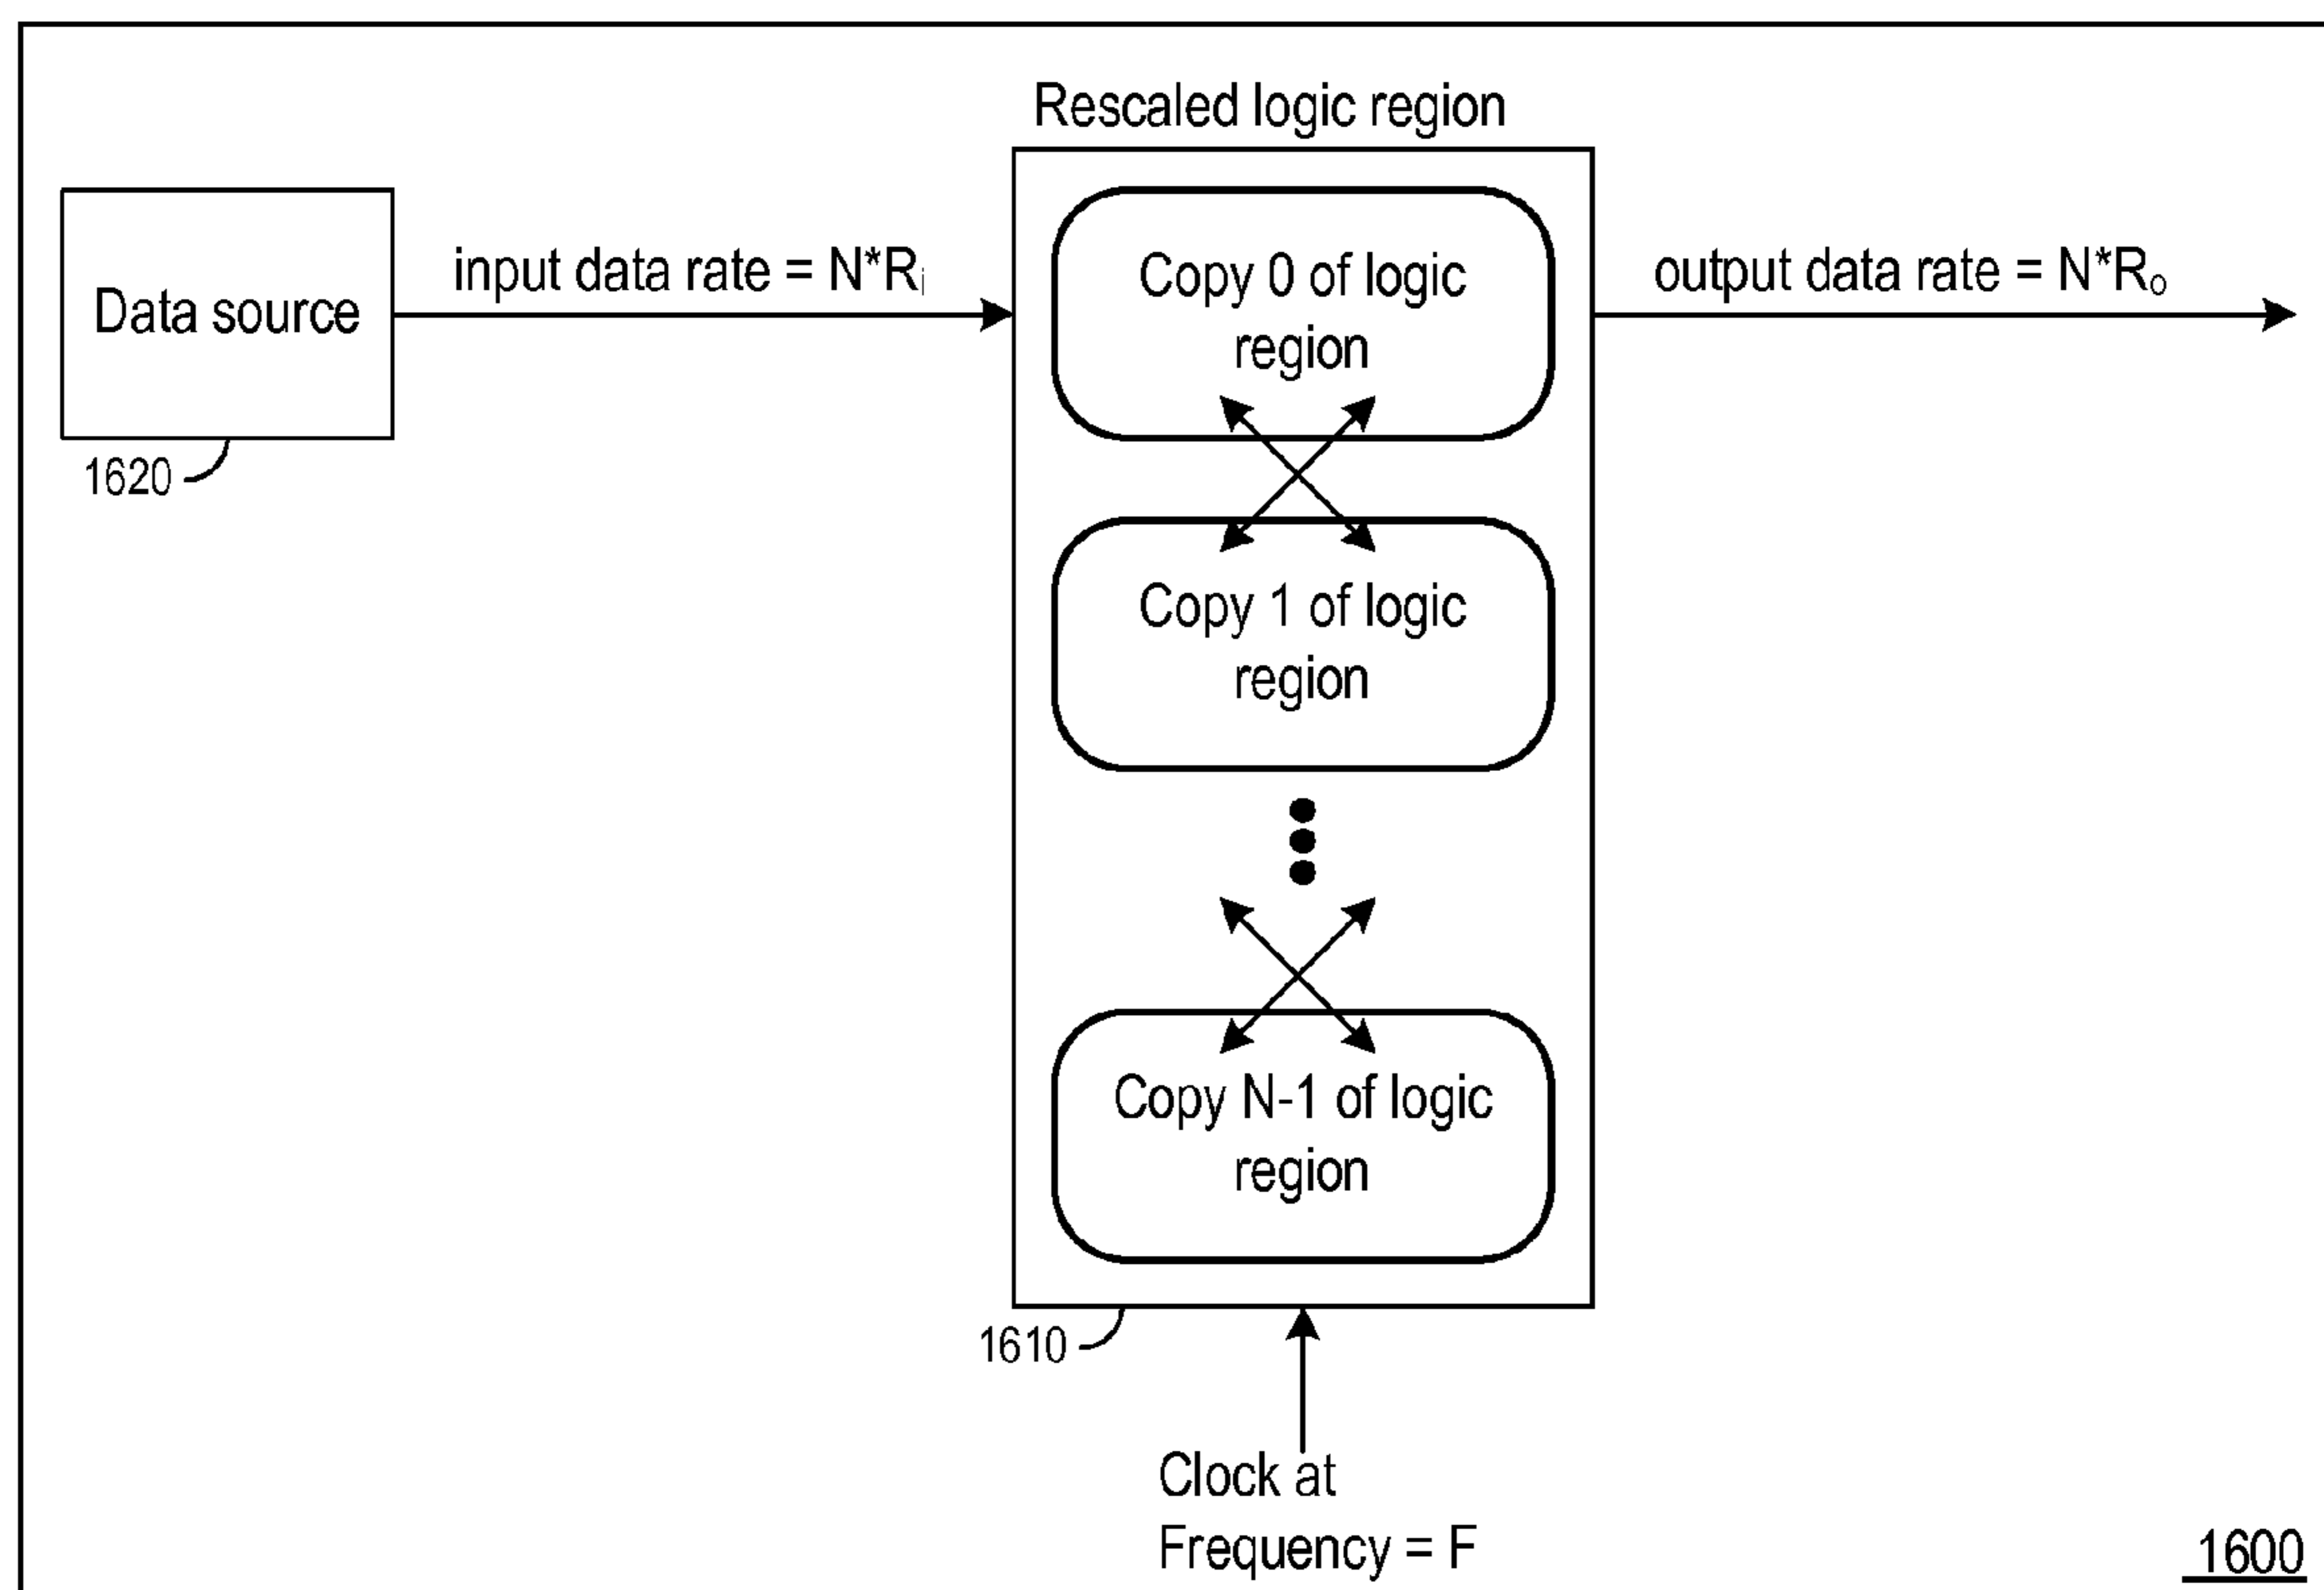 Rescaled logic region
Data source
input data rate = N*Rᵢ
Copy 0 of logic
region
output data rate = N*Rₒ
1620
Copy 1 of logic
region
Copy N-1 of logic
region
1610
Clock at
Frequency = F
1600